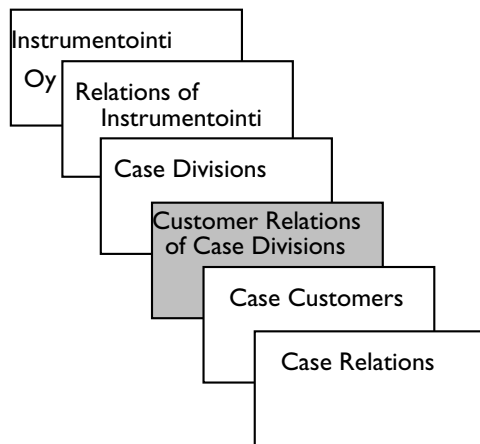 Instrumentointi
Oy
Relations of
Instrumentointi
Case Divisions
Customer Relations
of Case Divisions
Case Customers
Case Relations